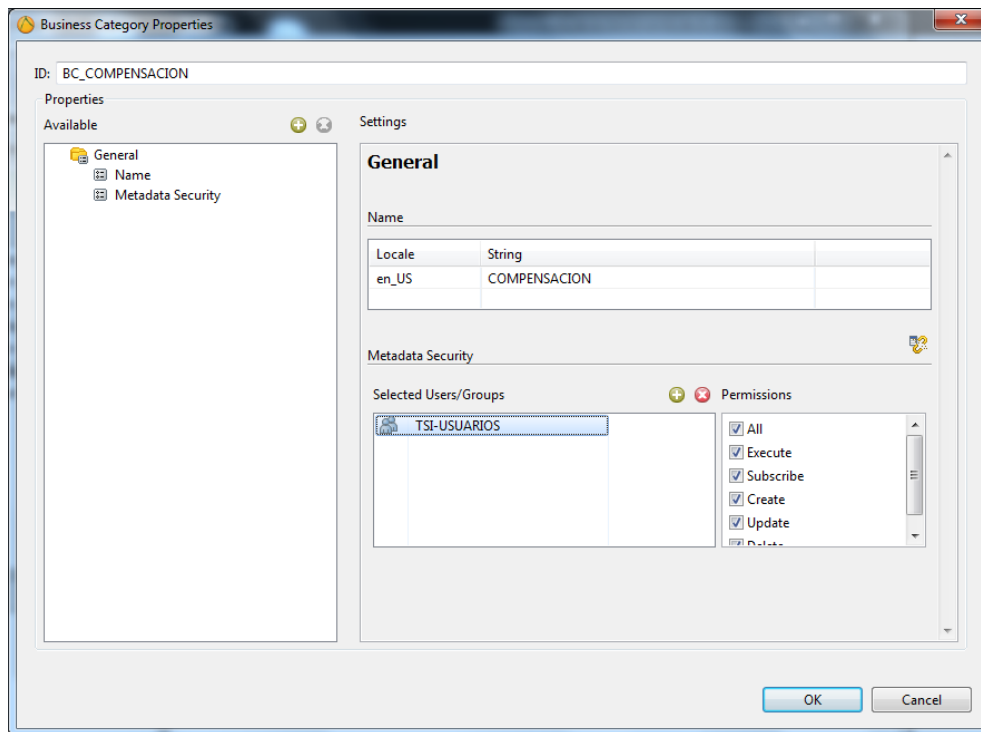 Business Category Properties
ID: BC_COMPENSACION
Properties
Available
Settings
General
Name
Metadata Security
General
Name
Locale String
en_US COMPENSACION
Metadata Security
Selected Users/Groups
Permissions
TSI-USUARIOS
All
Execute
Subscribe
Create
Update
Delete
OK Cancel